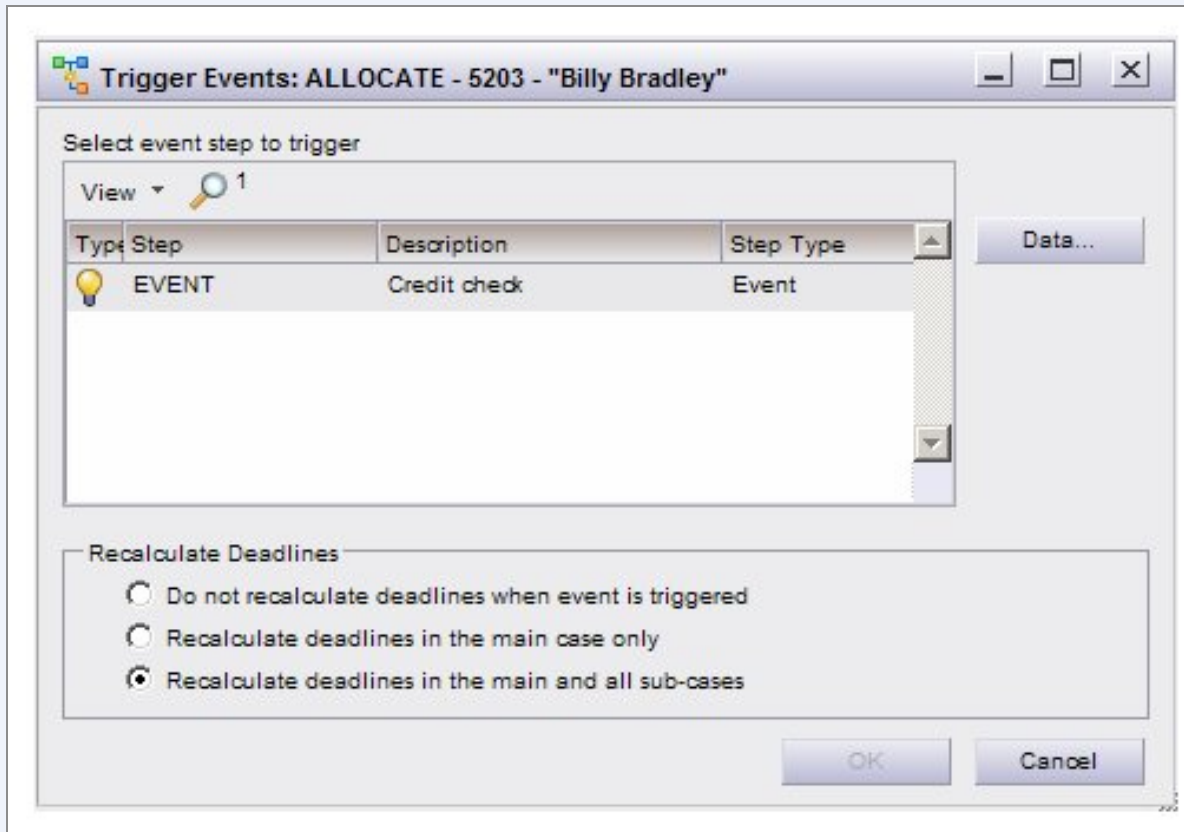 Trigger Events: ALLOCATE - 5203 - "Billy Bradley"
Select event step to trigger
View 1
Type Step Description Step Type
Data...
EVENT Credit check Event
Recalculate Deadlines
Do not recalculate deadlines when event is triggered
Recalculate deadlines in the main case only
Recalculate deadlines in the main and all sub-cases
OK Cancel